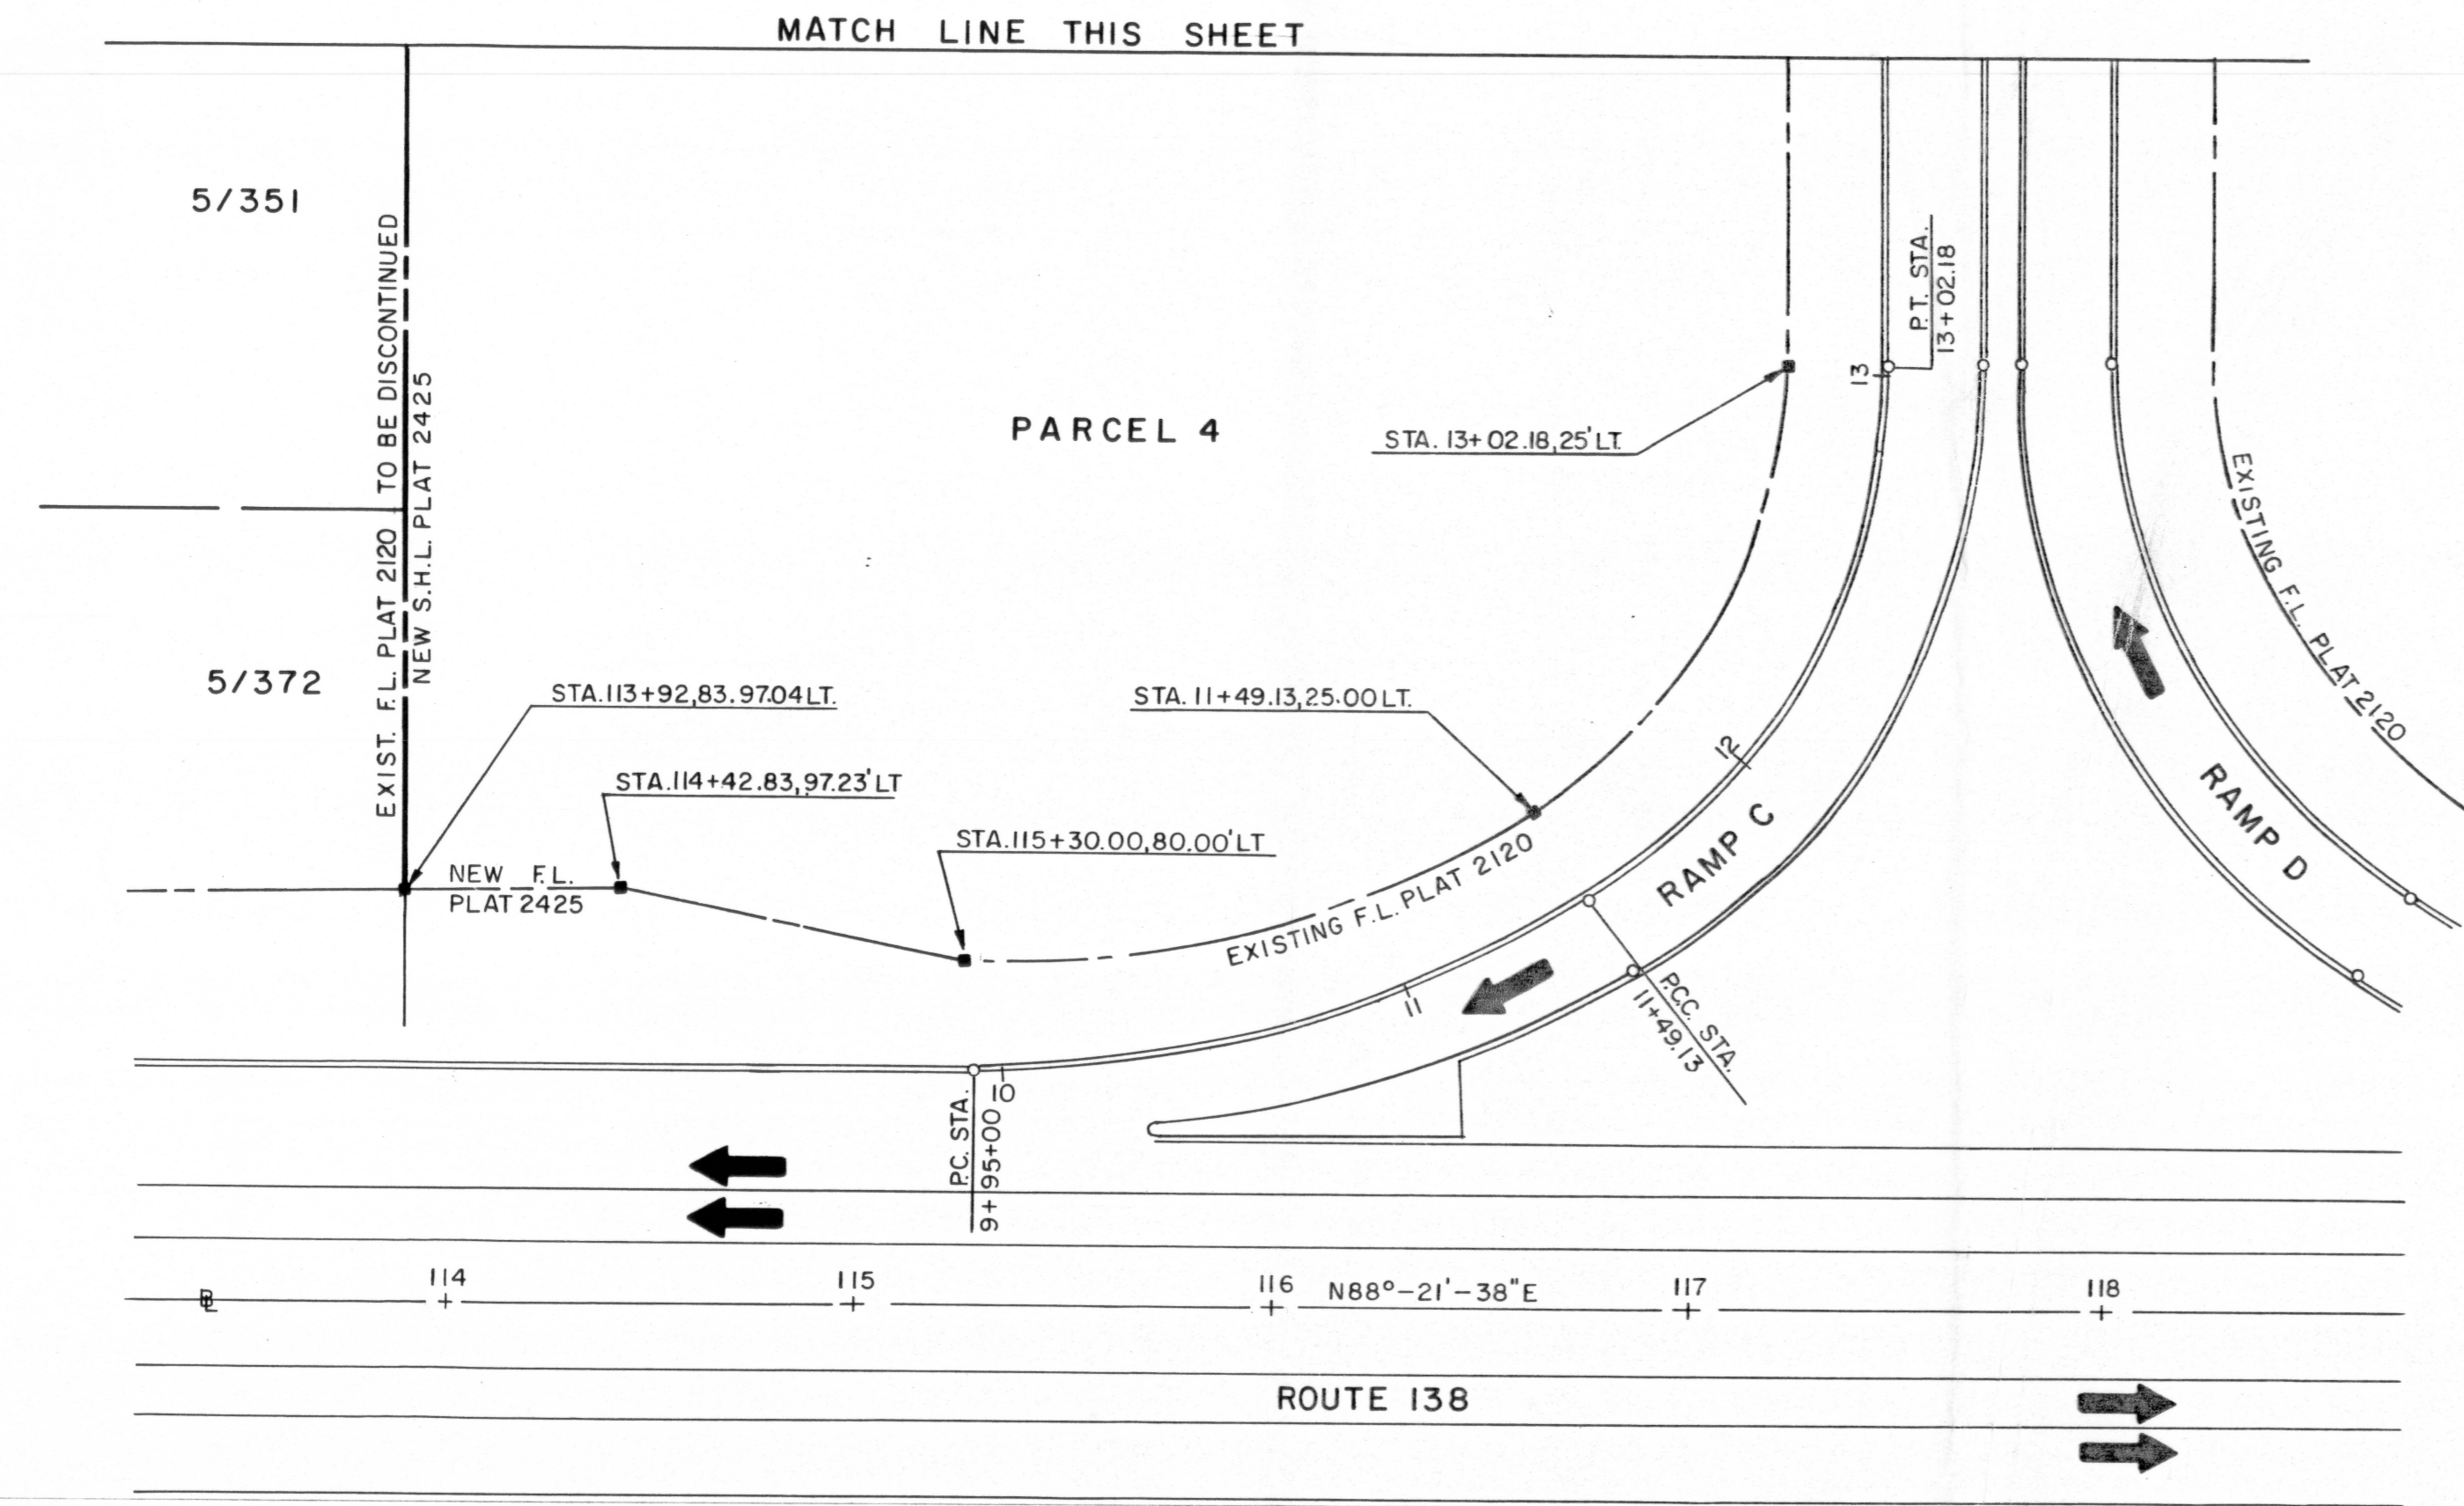 MATCH LINE THIS SHEET
5/351
EXIST. F.L. PLAT 2120 TO BE DISCONTINUED
NEW S.H.L. PLAT 2425
P.T. STA.
13+02.18
13
PARCEL 4
STA. 13+02.18,25'LT.
EXISTING F.L. PLAT 2120
5/372
STA.113+92,83.97.04LT.
STA. 11+49.13,25.00LT.
12
STA.114+42.83,97.23'LT
RAMP C
RAMP D
STA.115+30.00,80.00'LT
NEW F.L.
PLAT 2425
EXISTING F.L. PLAT 2120
11
P.C.C. STA.
11+49.13
10
P.C. STA.
9+95+00
114
115
116
N88°-21'-38"E
117
118
BL
ROUTE 138